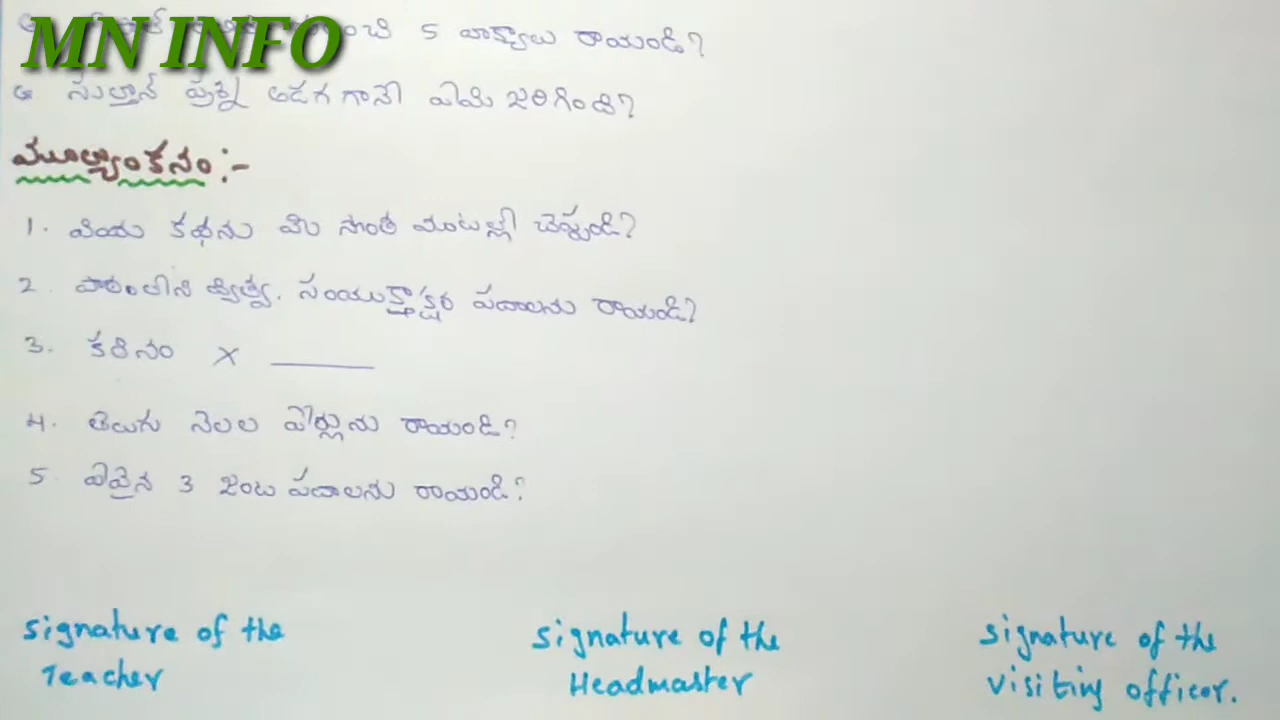 MN INFO
5 వాక్యాలు రాయండి?
సుల్తాన్ ప్రశ్న అడగగానే ఏమి జరిగింది?
మూల్యాంకనం :-
1. కథను మీ సొంత మాటల్లో చెప్పండి?
2. పాఠంలోని ద్విత్వ, సంయుక్తాక్షర పదాలను రాయండి?
3. కఠినం × ______
4. తెలుగు నెలల పేర్లును రాయండి?
5. ఏవైన 3 జంట పదాలను రాయండి?
signature of the signature of the signature of the
Teacher Headmaster visiting officer.